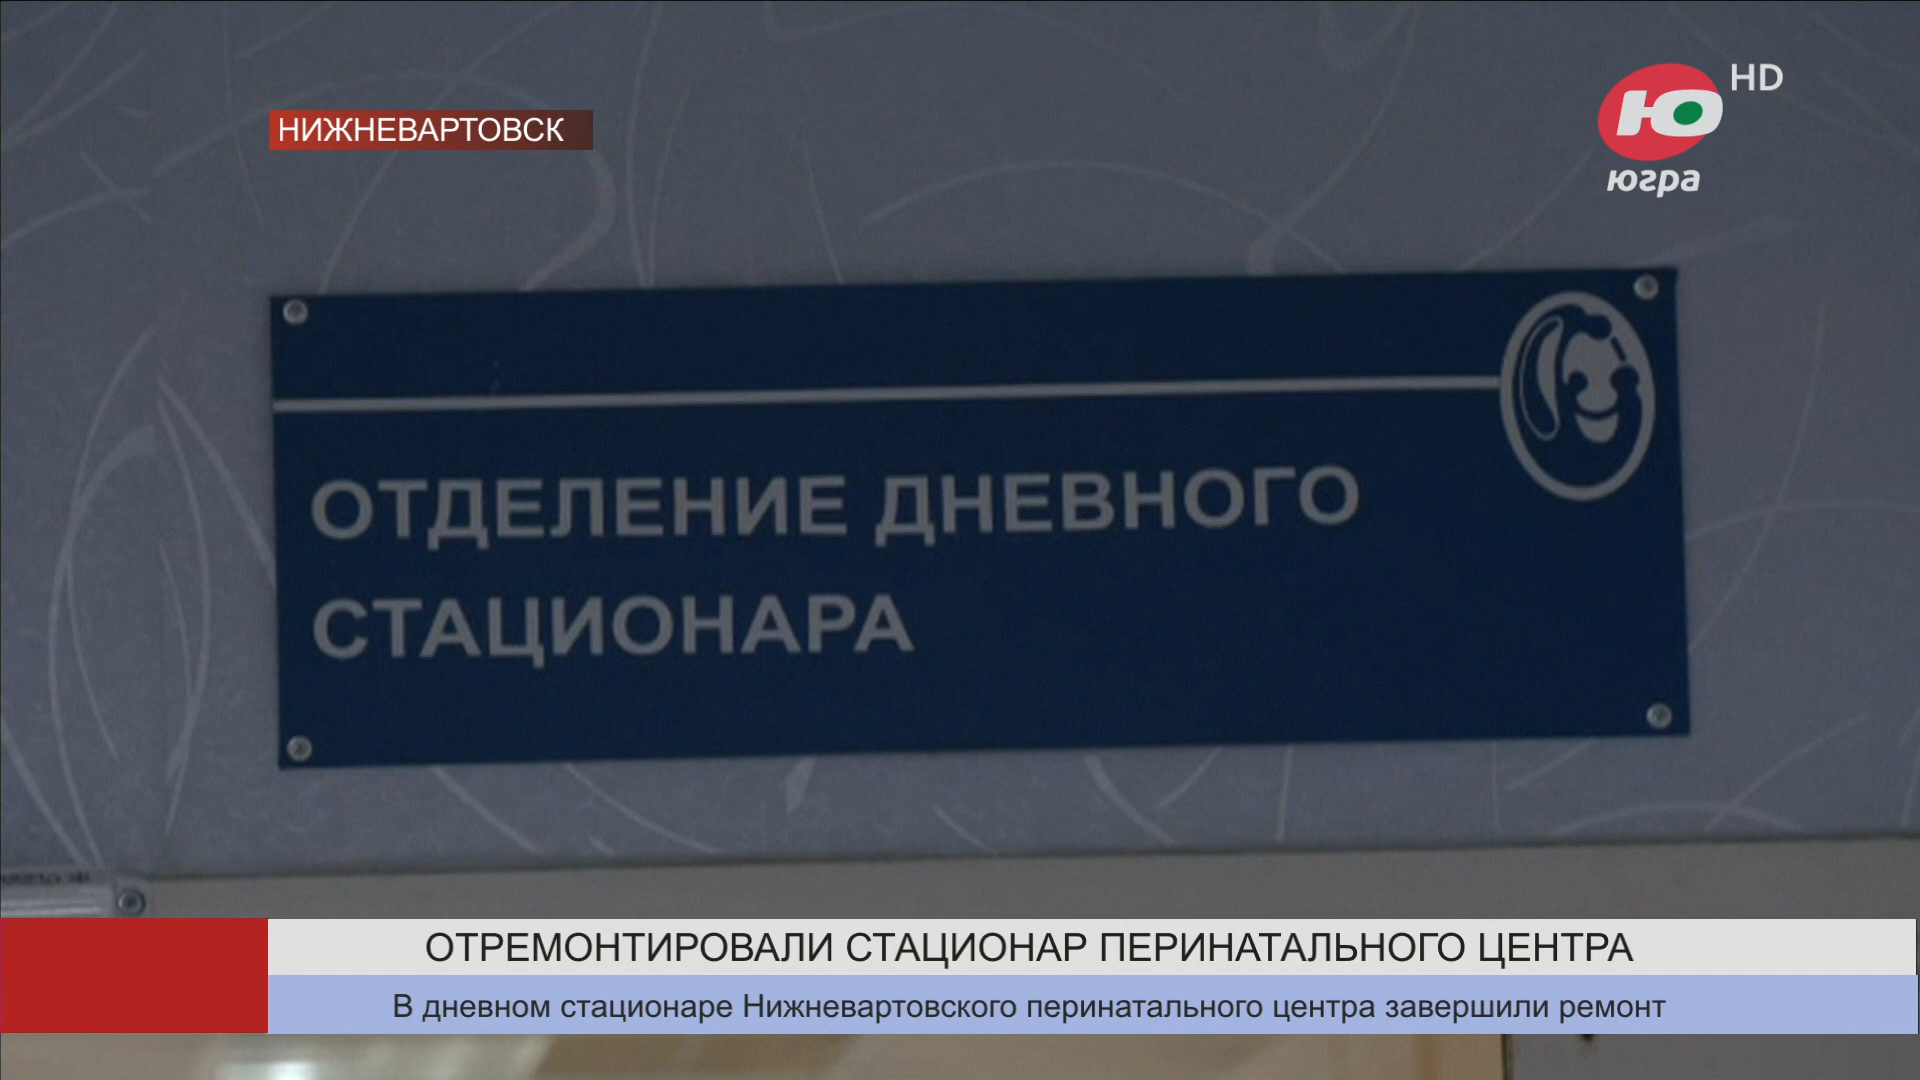 НИЖНЕВАРТОВСК
HD
Ю
югра
ОТДЕЛЕНИЕ ДНЕВНОГО
СТАЦИОНАРА
ОТРЕМОНТИРОВАЛИ СТАЦИОНАР ПЕРИНАТАЛЬНОГО ЦЕНТРА
В дневном стационаре Нижневартовского перинатального центра завершили ремонт